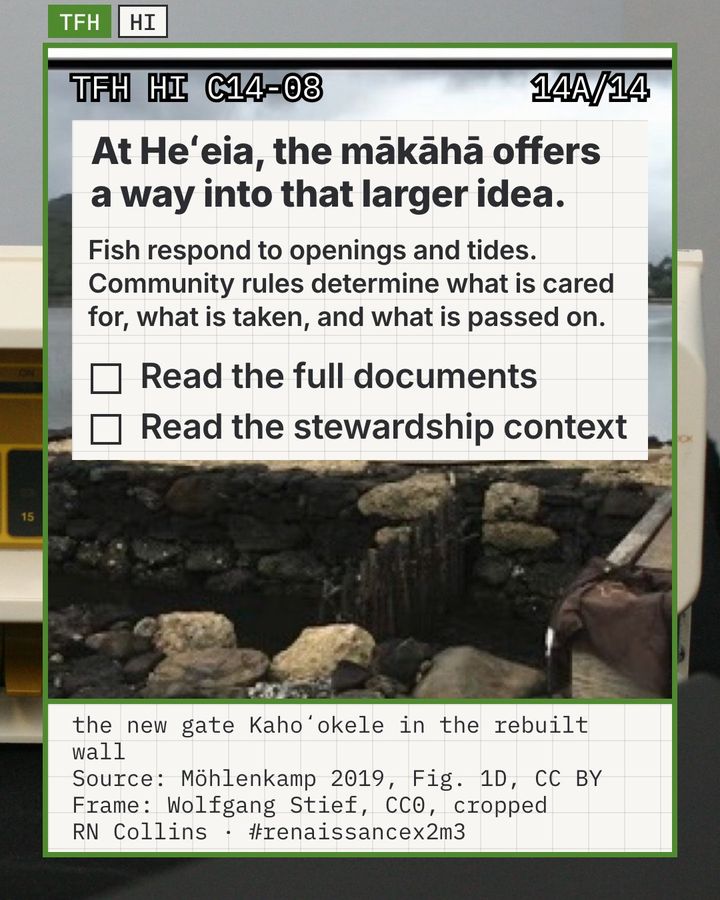 TFH HI
TFH HI C14-08 14A/14
At Heʻeia, the mākāhā offers
a way into that larger idea.
Fish respond to openings and tides.
Community rules determine what is cared
for, what is taken, and what is passed on.
Read the full documents
Read the stewardship context
ON
15
the new gate Kahoʻokele in the rebuilt
wall
Source: Möhlenkamp 2019, Fig. 1D, CC BY
Frame: Wolfgang Stief, CC0, cropped
RN Collins · #renaissancex2m3